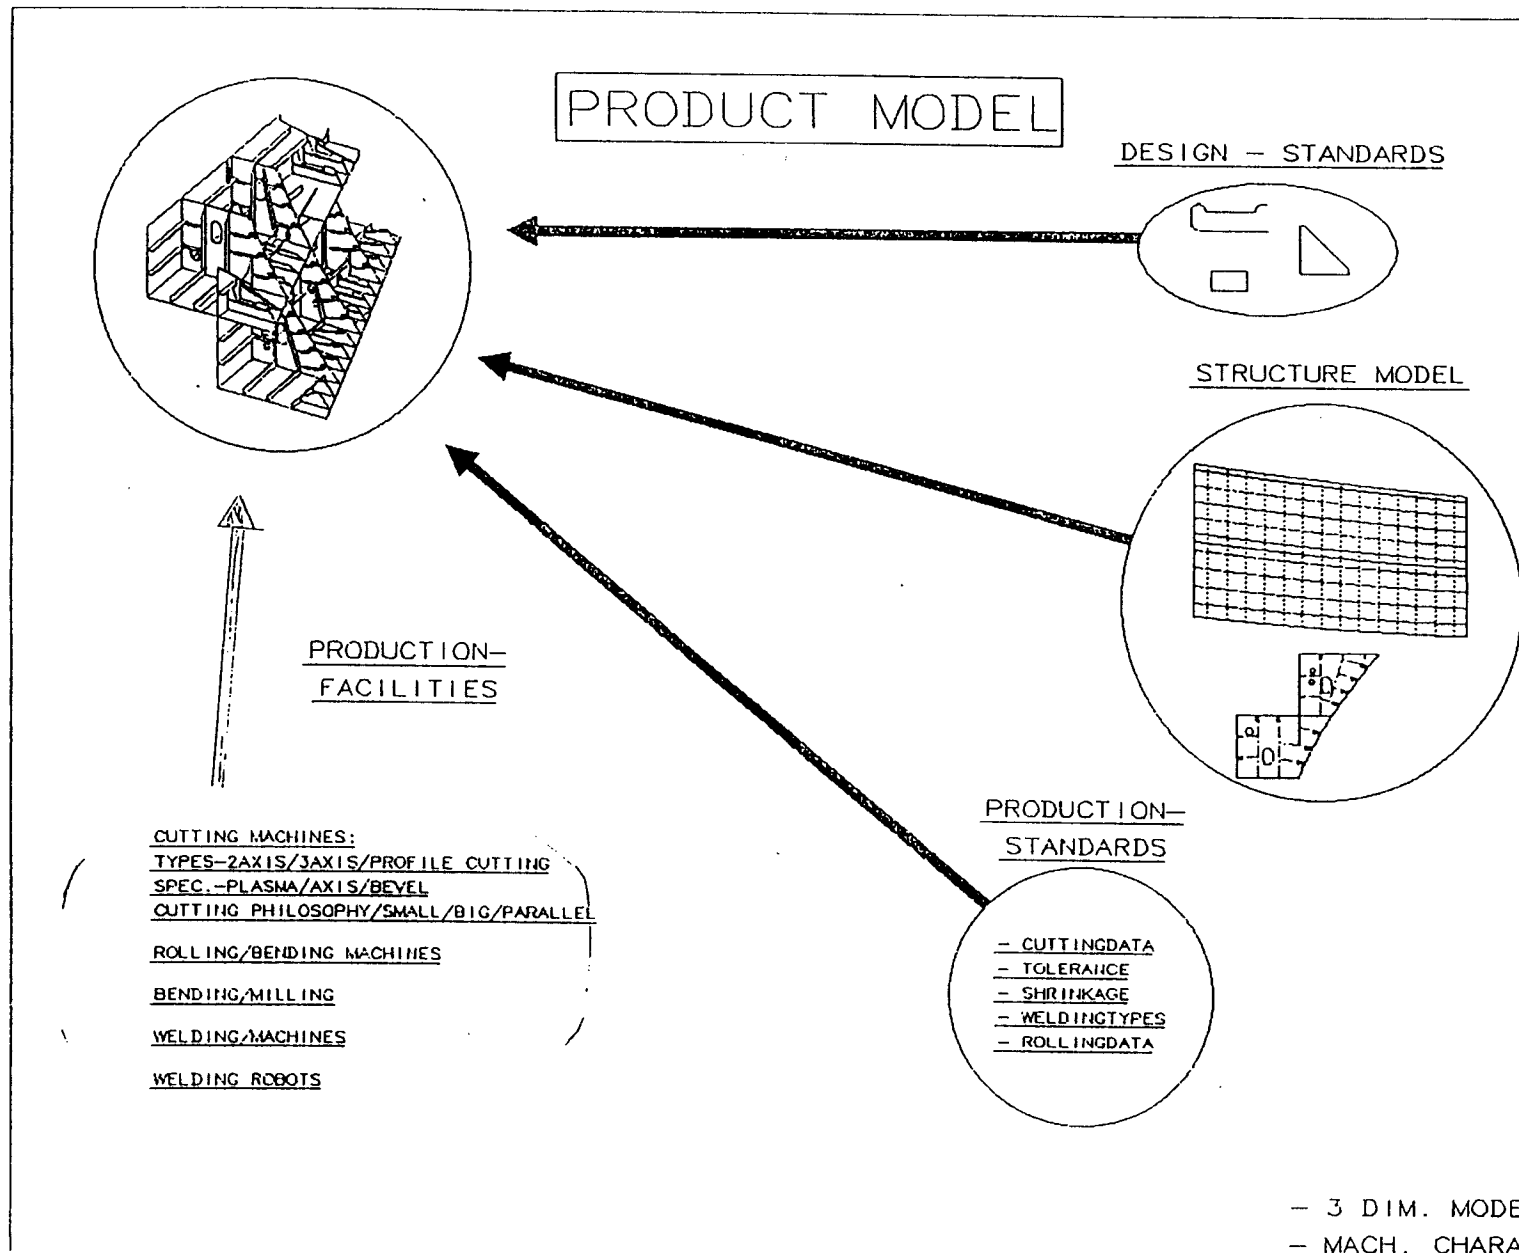 PRODUCT MODEL
DESIGN - STANDARDS
STRUCTURE MODEL
PRODUCTION-
FACILITIES
CUTTING MACHINES:
TYPES-2AXIS/3AXIS/PROFILE CUTTING
SPEC.-PLASMA/AXIS/BEVEL
CUTTING PHILOSOPHY/SMALL/BIG/PARALLEL
ROLLING/BENDING MACHINES
BENDING/MILLING
WELDING/MACHINES
WELDING ROBOTS
PRODUCTION-
STANDARDS
- CUTTINGDATA
- TOLERANCE
- SHRINKAGE
- WELDINGTYPES
- ROLLINGDATA
- 3 DIM.
- MACH.